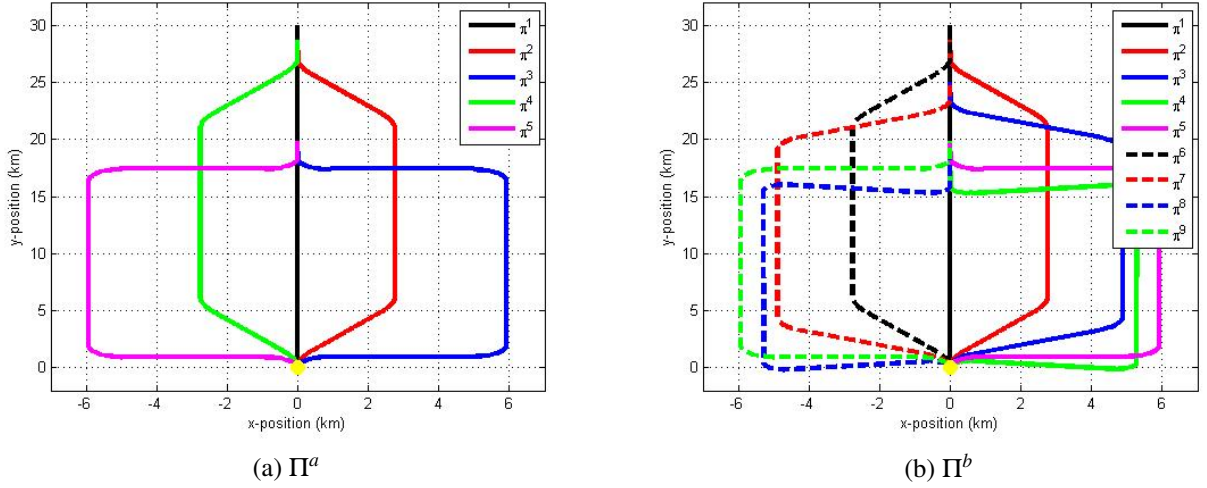 30
25
20
15
10
5
0
y-position (km)
-6 -4 -2 0 2 4 6
x-position (km)
π¹
π²
π³
π⁴
π⁵
(a) Πᵃ
30
25
20
15
10
5
0
y-position (km)
-6 -4 -2 0 2 4 6
x-position (km)
π¹
π²
π³
π⁴
π⁵
π⁶
π⁷
π⁸
π⁹
(b) Πᵇ